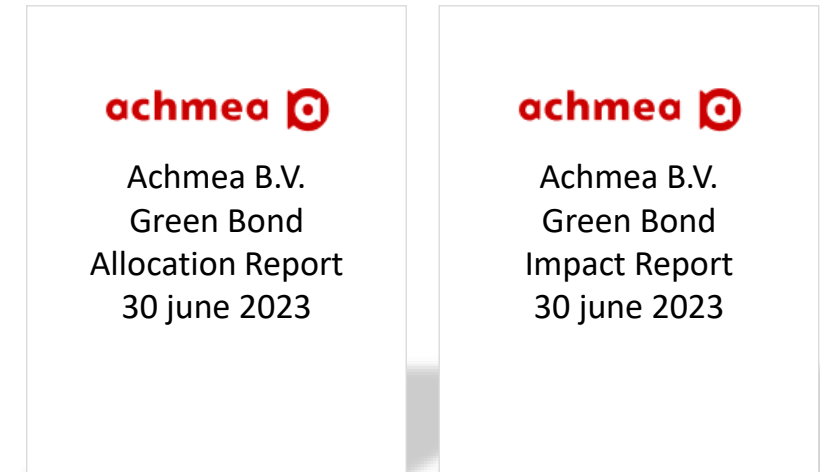 achmea
Achmea B.V.
Green Bond
Allocation Report
30 june 2023
achmea
Achmea B.V.
Green Bond
Impact Report
30 june 2023